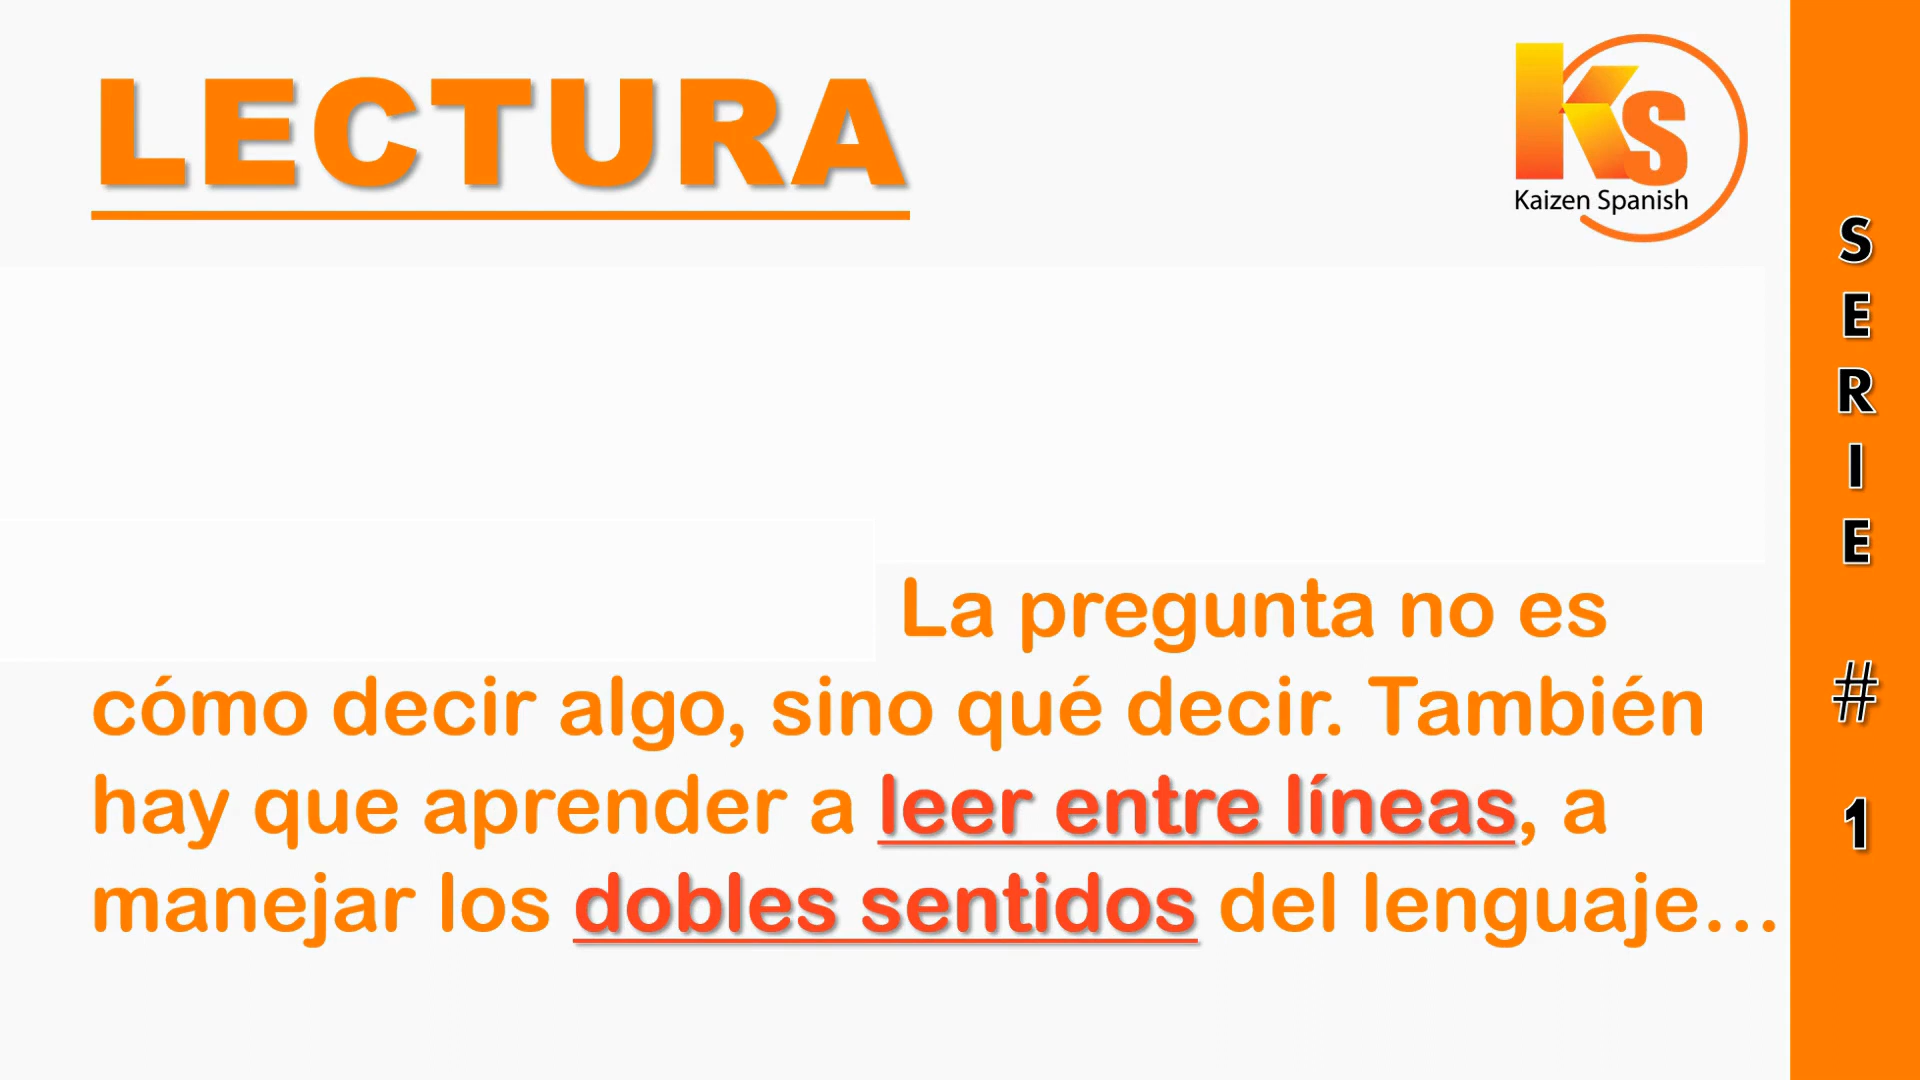 LECTURA
Ks
Kaizen Spanish
La pregunta no es
cómo decir algo, sino qué decir. También
hay que aprender a leer entre líneas, a
manejar los dobles sentidos del lenguaje...
SERIE # 1